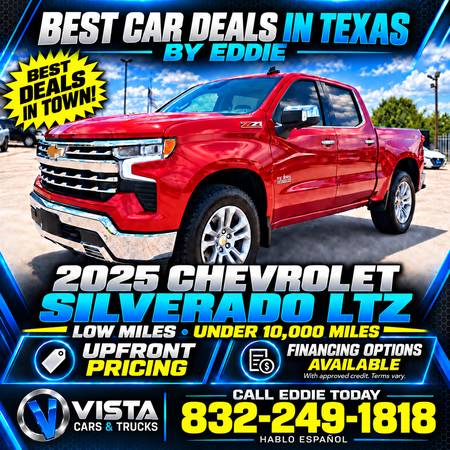 BEST CAR DEALS IN TEXAS
BY EDDIE
BEST
DEALS
IN TOWN!
Z71
2025 CHEVROLET
SILVERADO LTZ
LOW MILES • UNDER 10,000 MILES
UPFRONT
PRICING
FINANCING OPTIONS
AVAILABLE
With approved credit. Terms vary.
VISTA
CARS & TRUCKS
CALL EDDIE TODAY
832-249-1818
HABLO ESPAÑOL